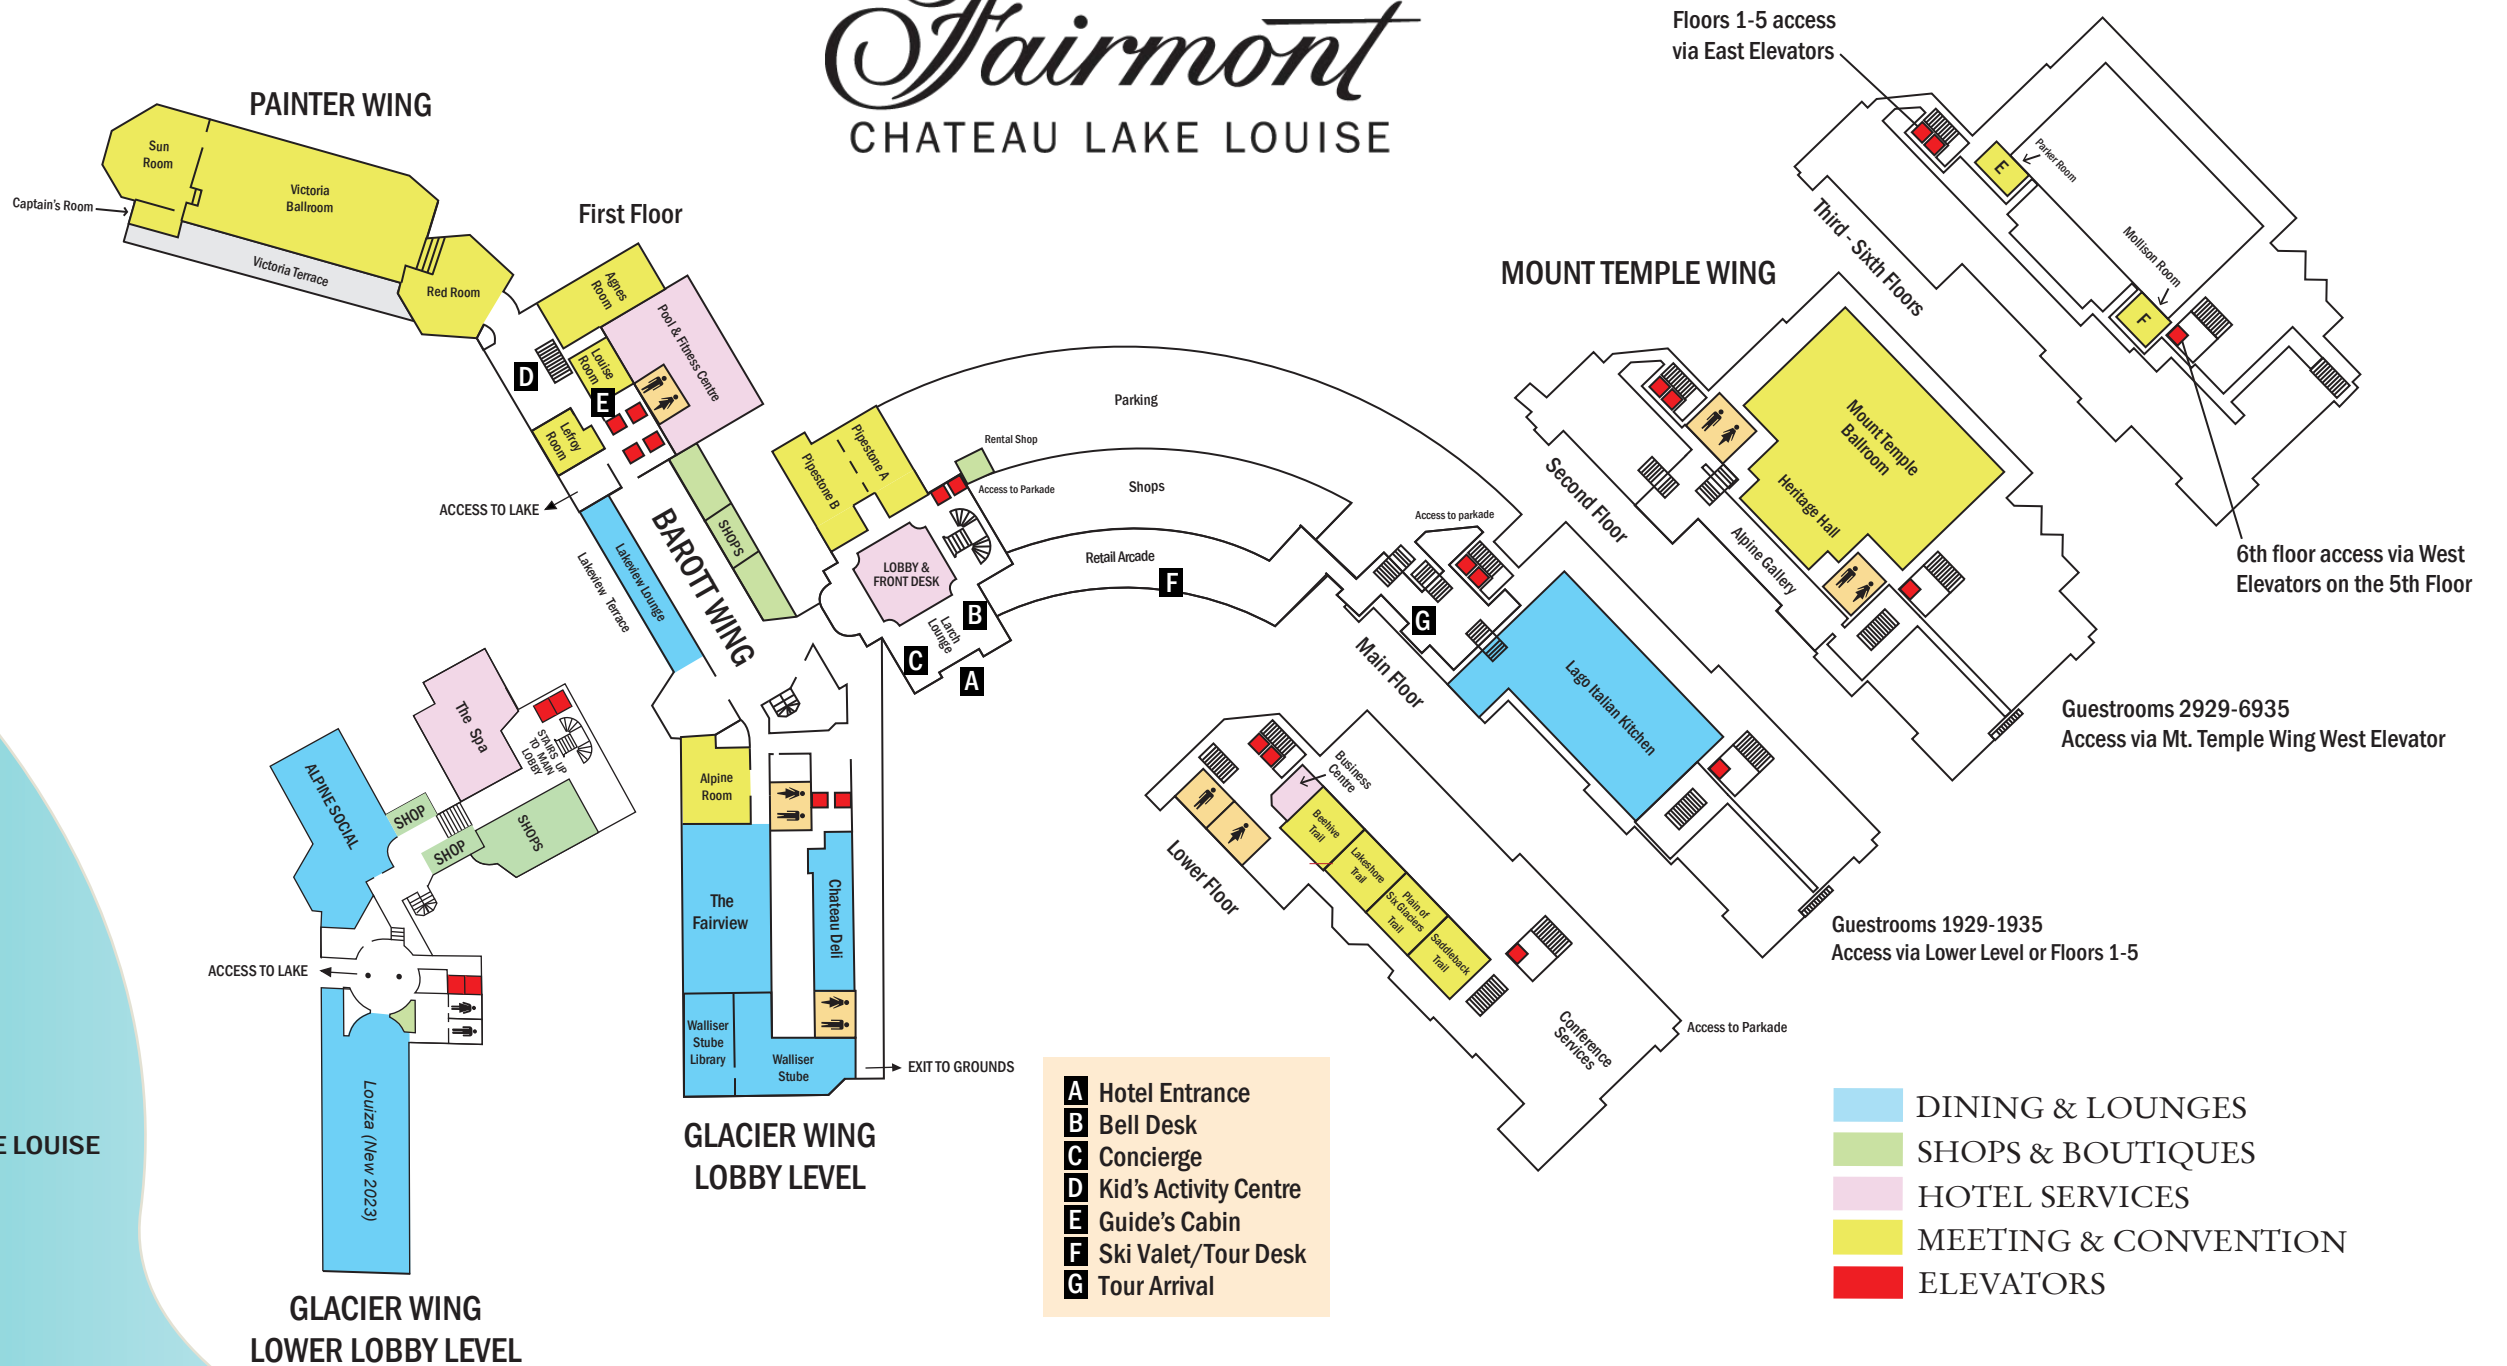 Fairmont
CHATEAU LAKE LOUISE
Floors 1-5 access
via East Elevators
PAINTER WING
Sun
Room
Victoria
Ballroom
Captain's Room
Victoria Terrace
Red Room
First Floor
Agnes
Room
Pool & Fitness Centre
Louise
Room
D
E
Lefroy
Room
ACCESS TO LAKE
SHOPS
BAROTT WING
Lakeview Lounge
Lakeview Terrace
Pipestone A
Pipestone B
Rental Shop
Access to Parkade
LOBBY &
FRONT DESK
Larch
Lounge
B
C
A
Parking
Shops
Retail Arcade
F
Access to parkade
G
MOUNT TEMPLE WING
Third - Sixth Floors
E
Parker Room
Mollison Room
F
6th floor access via West
Elevators on the 5th Floor
Second Floor
Mount Temple
Ballroom
Heritage Hall
Alpine Gallery
Guestrooms 2929-6935
Access via Mt. Temple Wing West Elevator
Main Floor
Lago Italian Kitchen
Guestrooms 1929-1935
Access via Lower Level or Floors 1-5
Lower Floor
Business
Centre
Beehive
Trail
Lakeshore
Trail
Plain of
Six Glaciers
Trail
Saddleback
Trail
Conference
Services
Access to Parkade
The Spa
STAIRS UP
TO MAIN
LOBBY
ALPINE SOCIAL
SHOP
SHOP
SHOPS
ACCESS TO LAKE
Louiza (New 2023)
GLACIER WING
LOWER LOBBY LEVEL
E LOUISE
Alpine
Room
The
Fairview
Chateau Deli
Walliser
Stube
Library
Walliser
Stube
EXIT TO GROUNDS
GLACIER WING
LOBBY LEVEL
A Hotel Entrance
B Bell Desk
C Concierge
D Kid's Activity Centre
E Guide's Cabin
F Ski Valet/Tour Desk
G Tour Arrival
DINING & LOUNGES
SHOPS & BOUTIQUES
HOTEL SERVICES
MEETING & CONVENTION
ELEVATORS